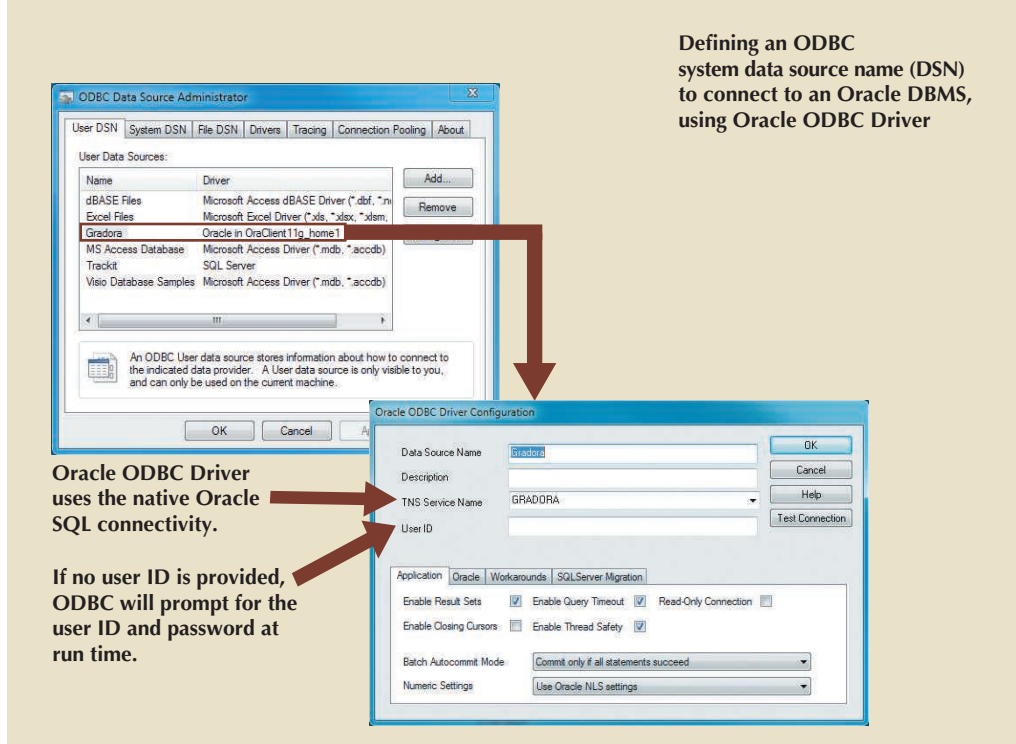 Defining an ODBC
system data source name (DSN)
to connect to an Oracle DBMS,
using Oracle ODBC Driver
ODBC Data Source Administrator
User DSN System DSN File DSN Drivers Tracing Connection Pooling About
User Data Sources:
Name Driver
dBASE Files Microsoft Access dBASE Driver (*.dbf, *.n
Excel Files Microsoft Excel Driver (*.xls, *.xlsx, *.xlsm,
Gradora Oracle in OraClient11g_home1
MS Access Database Microsoft Access Driver (*.mdb, *.accdb)
Trackit SQL Server
Visio Database Samples Microsoft Access Driver (*.mdb, *.accdb)
Add...
Remove
An ODBC User data source stores information about how to connect to
the indicated data provider. A User data source is only visible to you,
and can only be used on the current machine.
OK Cancel
Oracle ODBC Driver
uses the native Oracle
SQL connectivity.
If no user ID is provided,
ODBC will prompt for the
user ID and password at
run time.
Oracle ODBC Driver Configuration
Data Source Name Gradora
Description
TNS Service Name GRADORA
User ID
OK
Cancel
Help
Test Connection
Application Oracle Workarounds SQLServer Migration
Enable Result Sets Enable Query Timeout Read-Only Connection
Enable Closing Cursors Enable Thread Safety
Batch Autocommit Mode Commit only if all statements succeed
Numeric Settings Use Oracle NLS settings